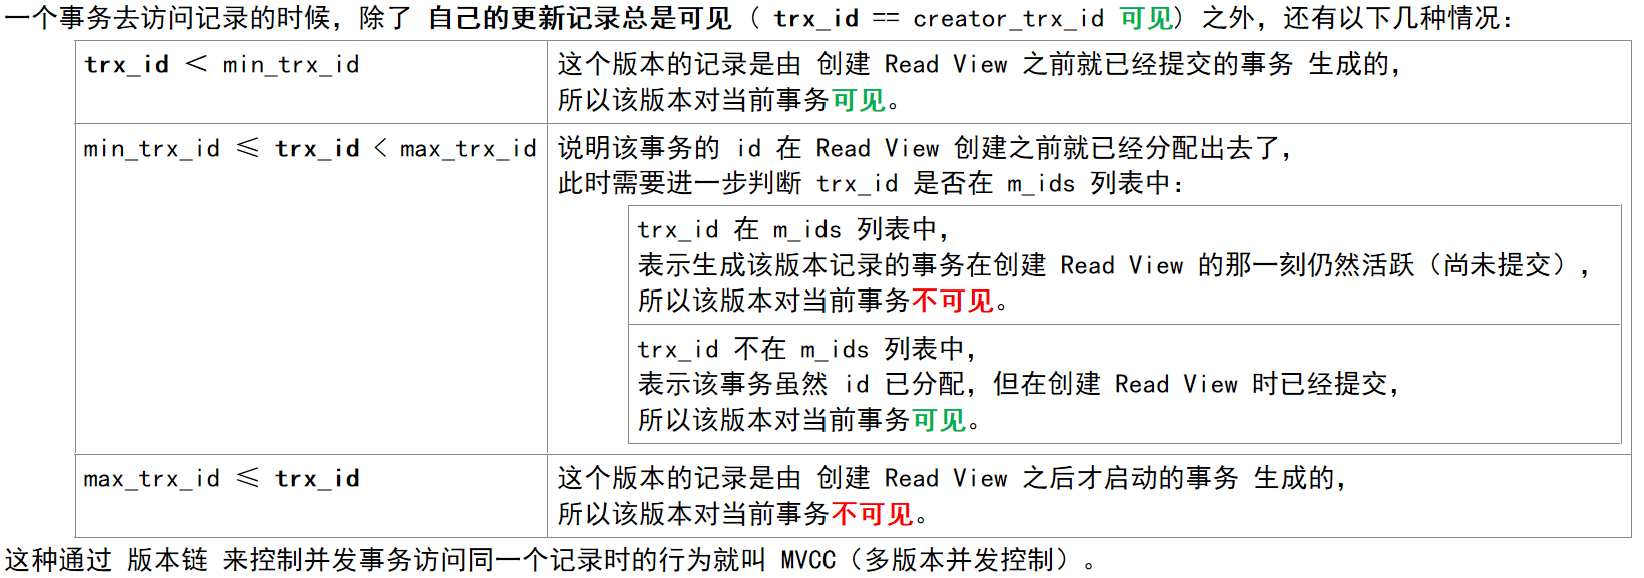 一个事务去访问记录的时候，除了 自己的更新记录总是可见（ trx_id == creator_trx_id 可见）之外，还有以下几种情况：
trx_id < min_trx_id
这个版本的记录是由 创建 Read View 之前就已经提交的事务 生成的，
所以该版本对当前事务可见。
min_trx_id ≤ trx_id < max_trx_id
说明该事务的 id 在 Read View 创建之前就已经分配出去了，
此时需要进一步判断 trx_id 是否在 m_ids 列表中：
trx_id 在 m_ids 列表中，
表示生成该版本记录的事务在创建 Read View 的那一刻仍然活跃（尚未提交），
所以该版本对当前事务不可见。
trx_id 不在 m_ids 列表中，
表示该事务虽然 id 已分配，但在创建 Read View 时已经提交，
所以该版本对当前事务可见。
max_trx_id ≤ trx_id
这个版本的记录是由 创建 Read View 之后才启动的事务 生成的，
所以该版本对当前事务不可见。
这种通过 版本链 来控制并发事务访问同一个记录时的行为就叫 MVCC（多版本并发控制）。